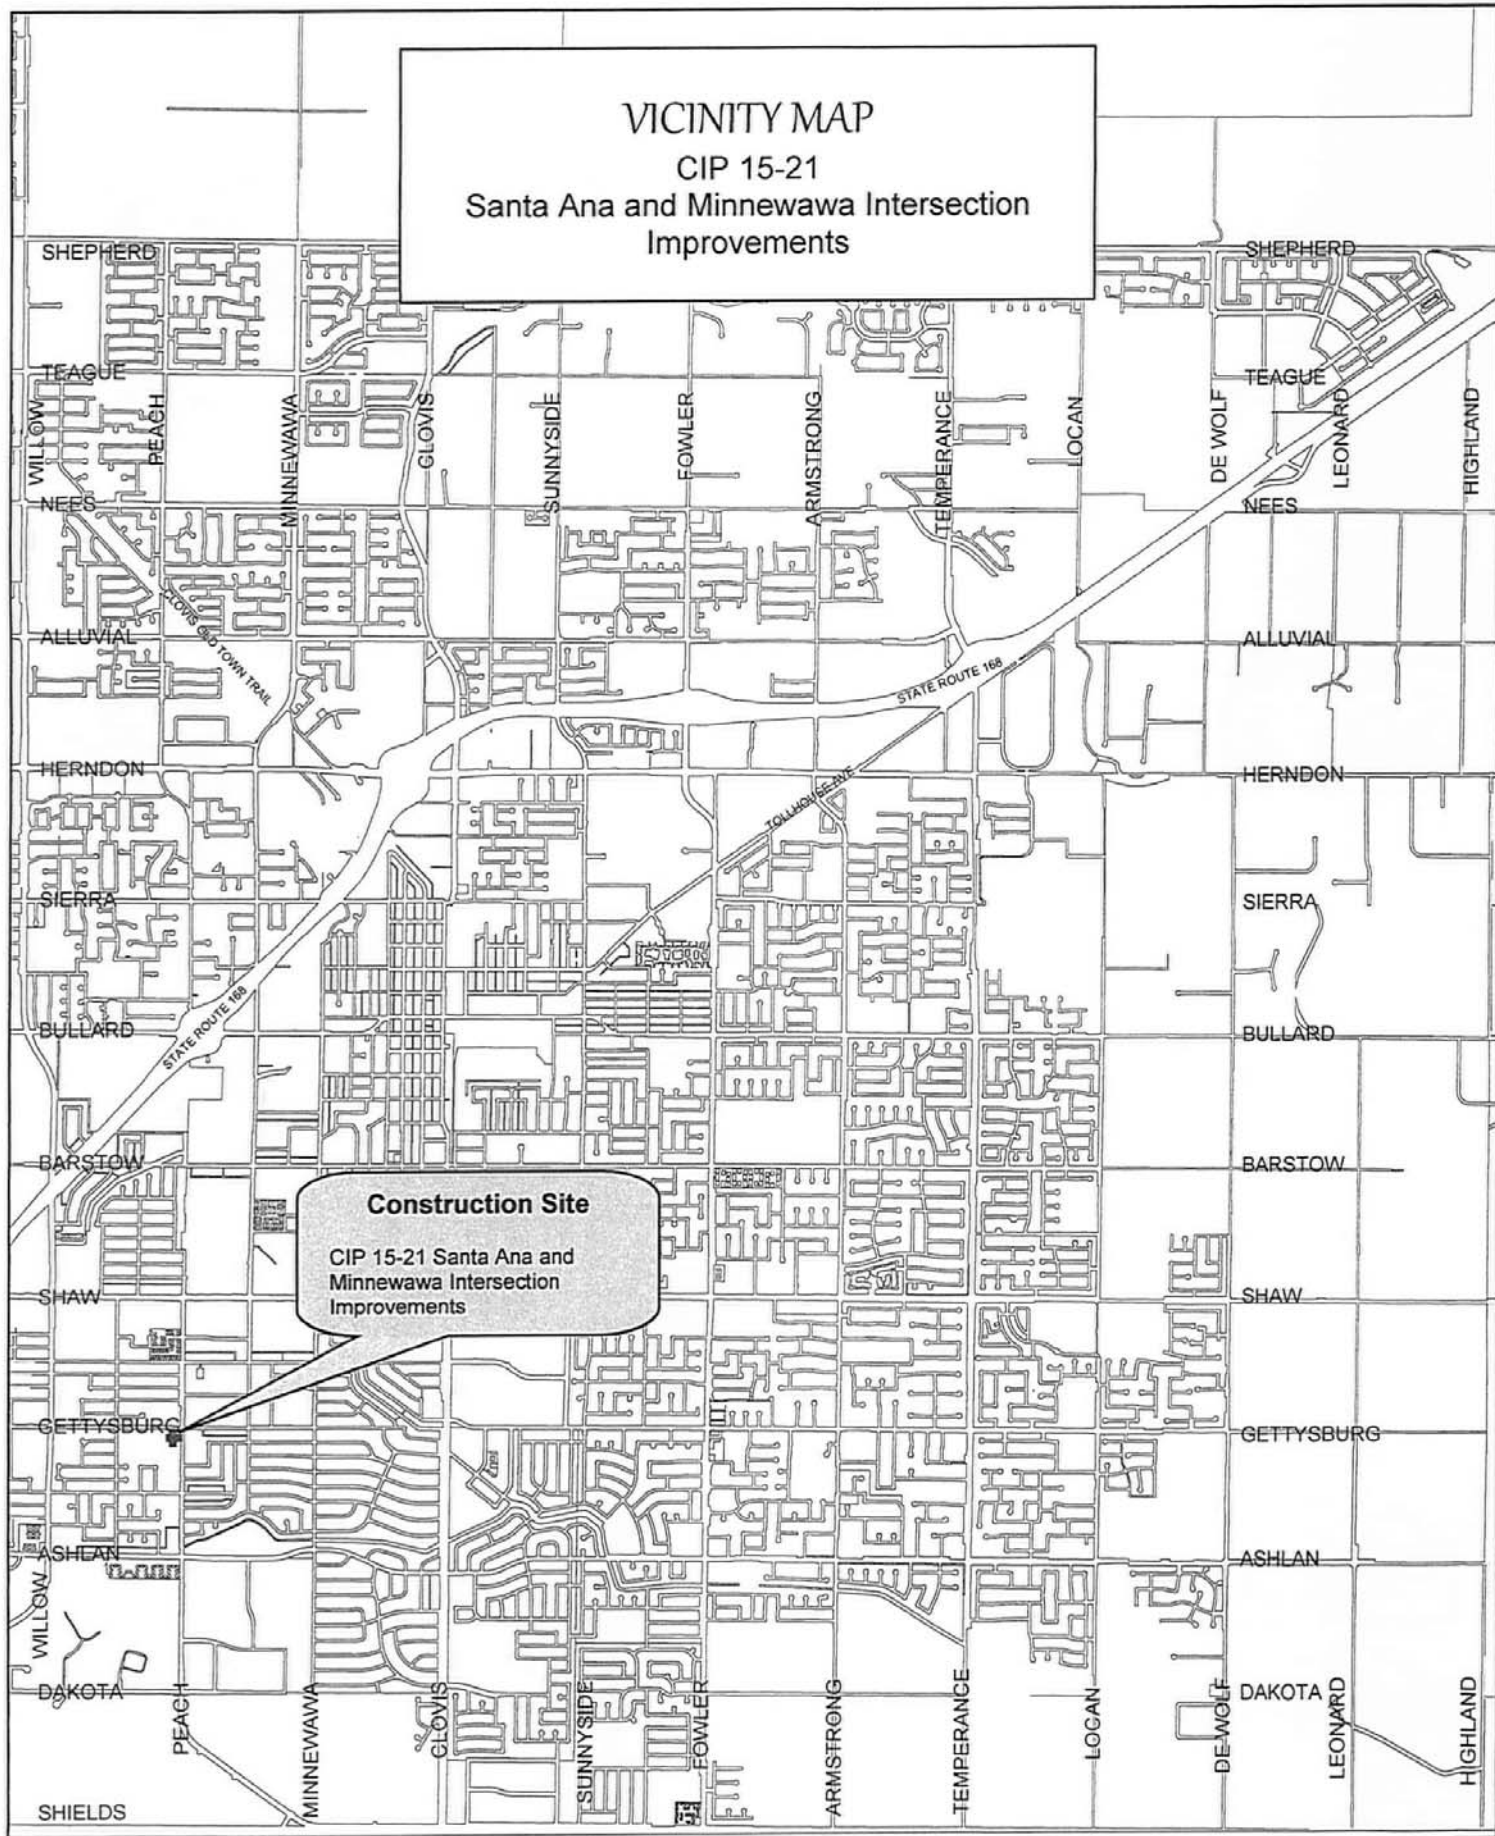 VICINITY MAP
CIP 15-21
Santa Ana and Minnewawa Intersection
Improvements
SHEPHERD
SHEPHERD
TEAGUE
TEAGUE
WILLOW
PEACH
MINNEWAWA
CLOVIS
SUNNYSIDE
FOWLER
ARMSTRONG
TEMPERANCE
LOCAN
DE WOLF
LEONARD
HIGHLAND
NEES
NEES
CLOVIS OLD TOWN TRAIL
ALLUVIAL
ALLUVIAL
STATE ROUTE 168
HERNDON
HERNDON
TOLLHOUSE AVE
SIERRA
SIERRA
STATE ROUTE 168
BULLARD
BULLARD
BARSTOW
BARSTOW
Construction Site
CIP 15-21 Santa Ana and
Minnewawa Intersection
Improvements
SHAW
SHAW
GETTYSBURG
GETTYSBURG
ASHLAN
ASHLAN
WILLOW
DAKOTA
DAKOTA
PEACH
MINNEWAWA
CLOVIS
SUNNYSIDE
FOWLER
ARMSTRONG
TEMPERANCE
LOCAN
DE WOLF
LEONARD
HIGHLAND
SHIELDS